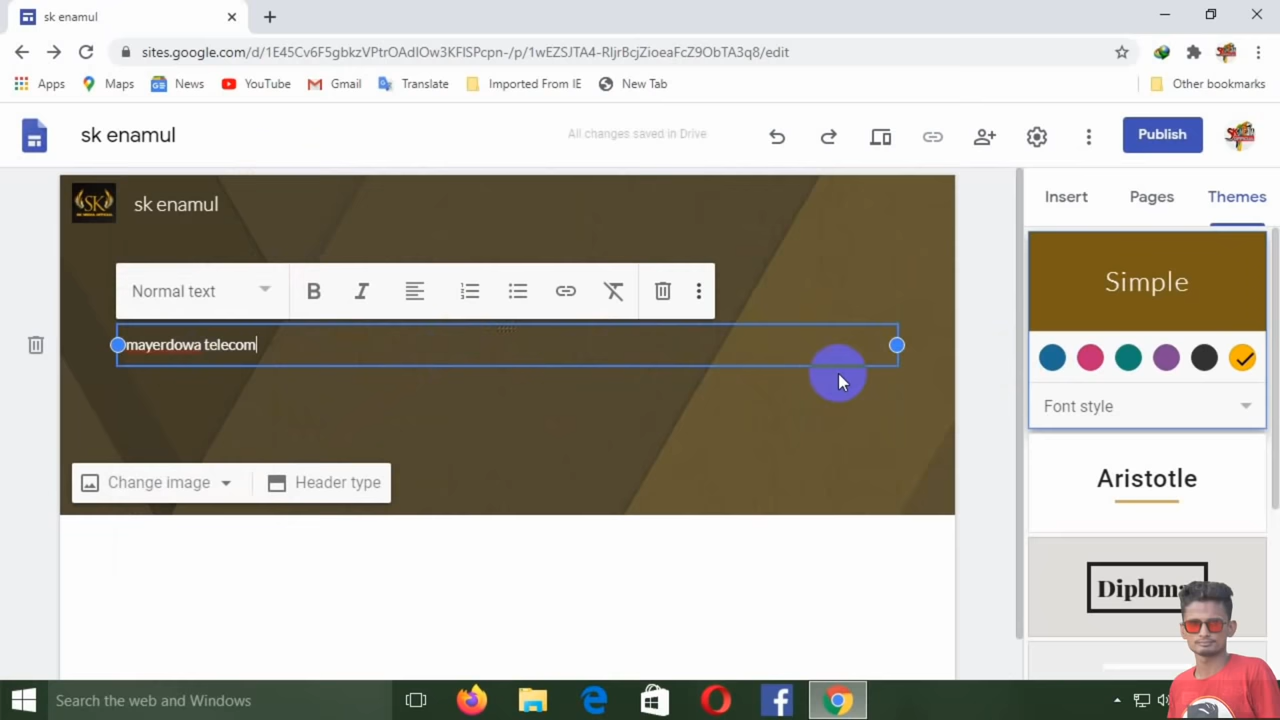 sk enamul
sites.google.com/d/1E45Cv6F5gbkzVPtrOAdIOw3KFlSPcpn-/p/1wEZSJTA4-RljrBcjZioeaFcZ9ObTA3q8/edit
Apps Maps News YouTube Gmail Translate Imported From IE New Tab Other bookmarks
sk enamul All changes saved in Drive Publish
Insert Pages Themes
SK sk enamul
Simple
Normal text
mayerdowa telecom
Font style
Change image Header type
Aristotle
Search the web and Windows